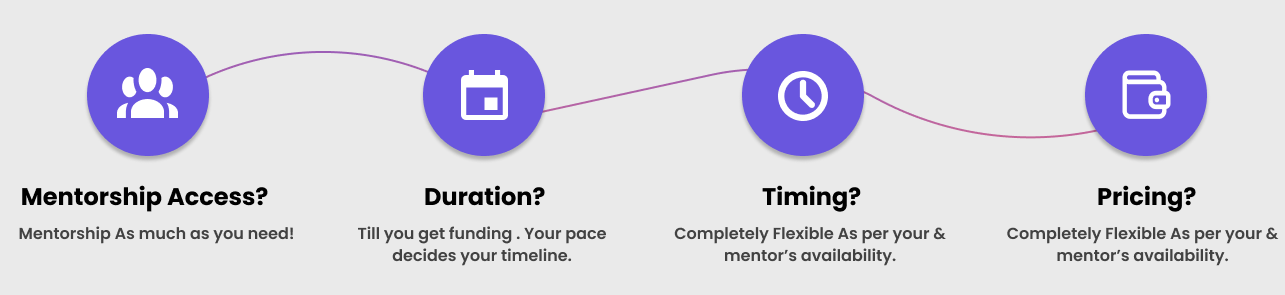 Mentorship Access?
Mentorship As much as you need!
Duration?
Till you get funding . Your pace
decides your timeline.
Timing?
Completely Flexible As per your &
mentor’s availability.
Pricing?
Completely Flexible As per your &
mentor’s availability.